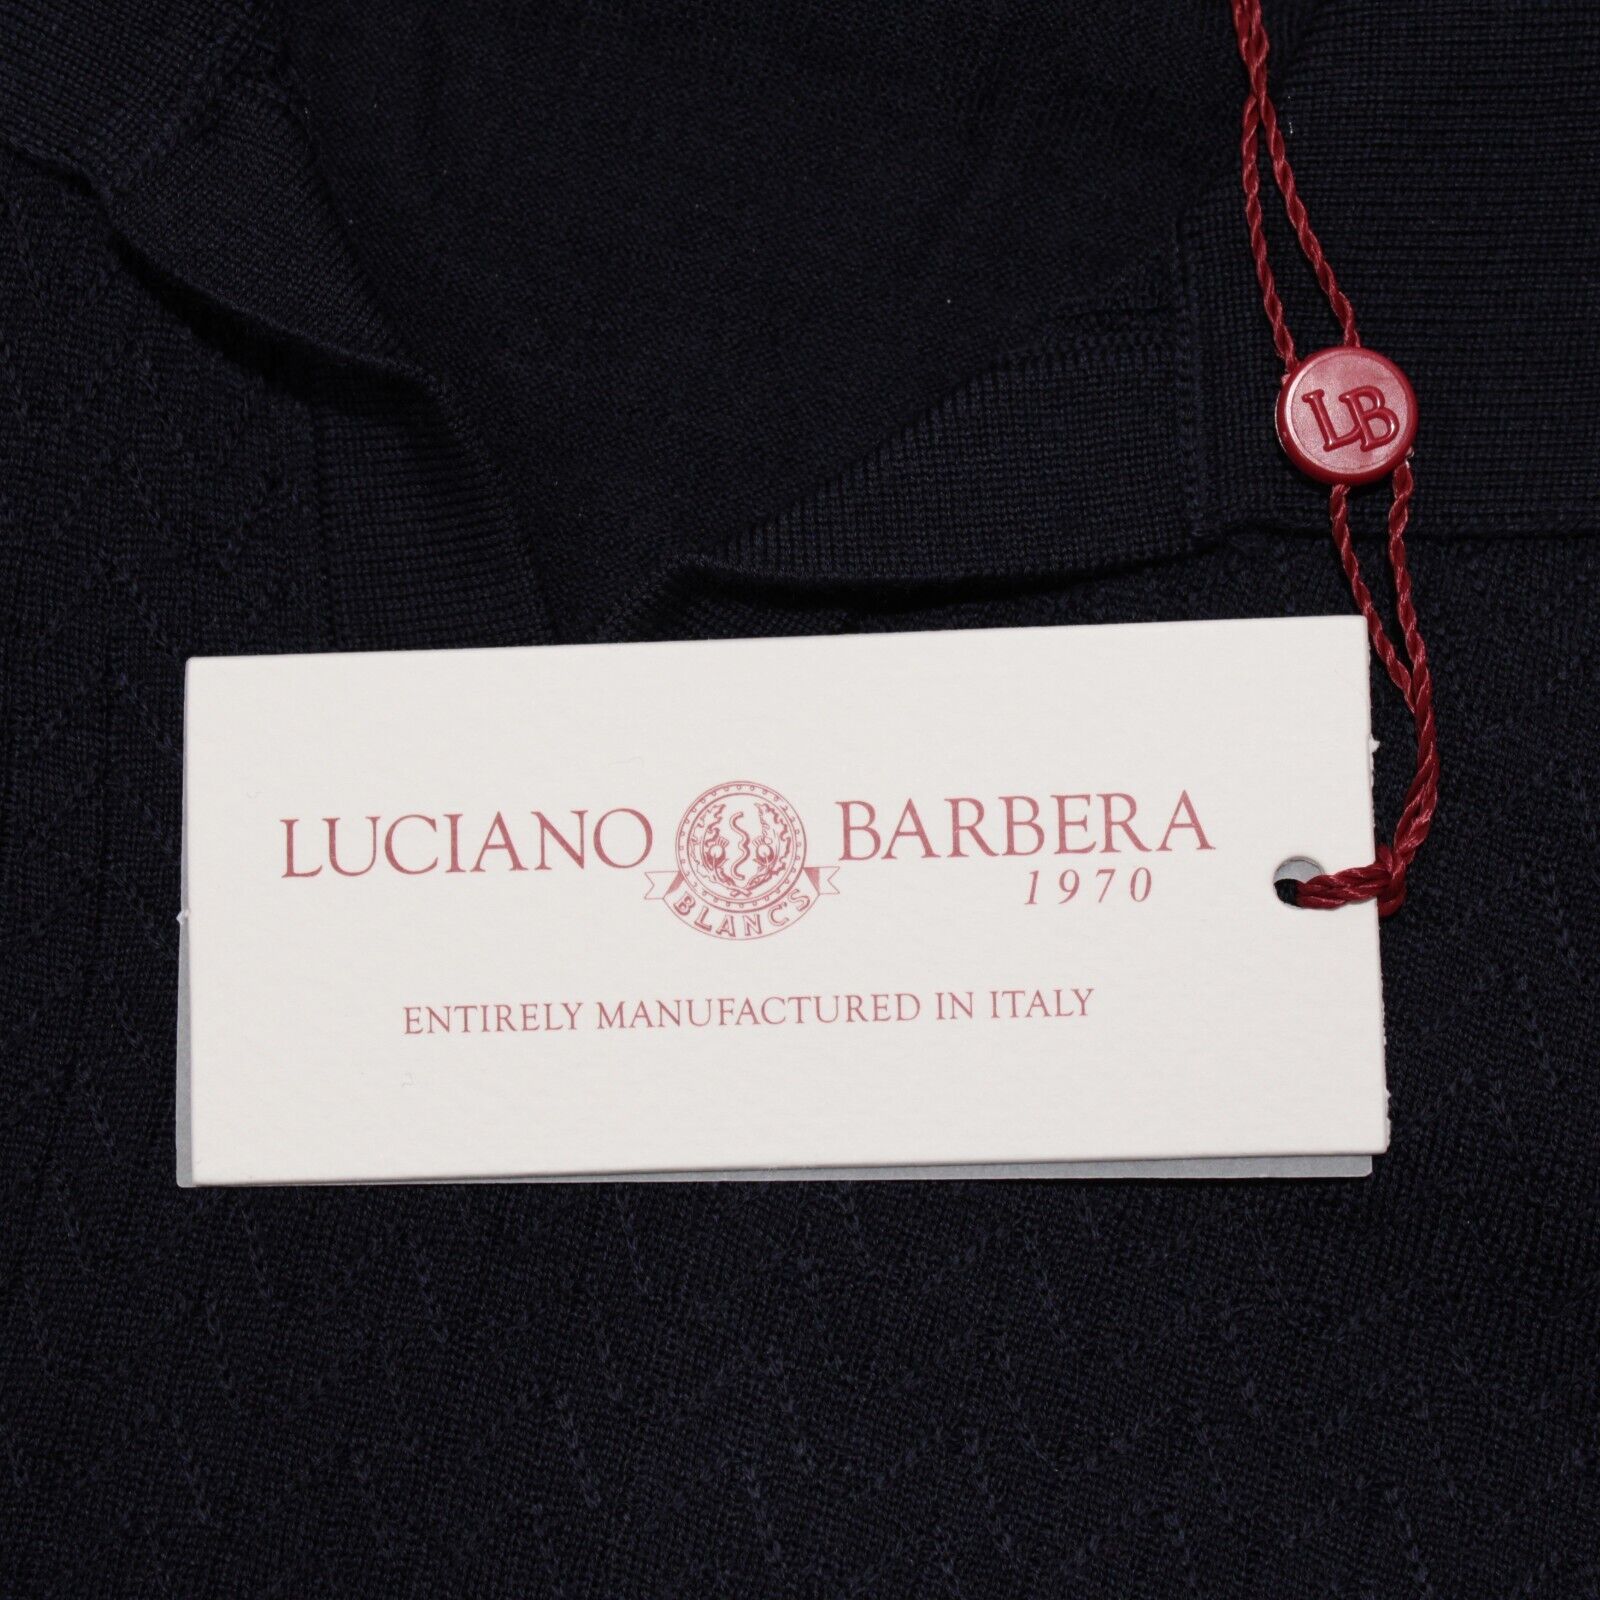 LB
LUCIANO BARBERA
1970
BLANC'S
ENTIRELY MANUFACTURED IN ITALY